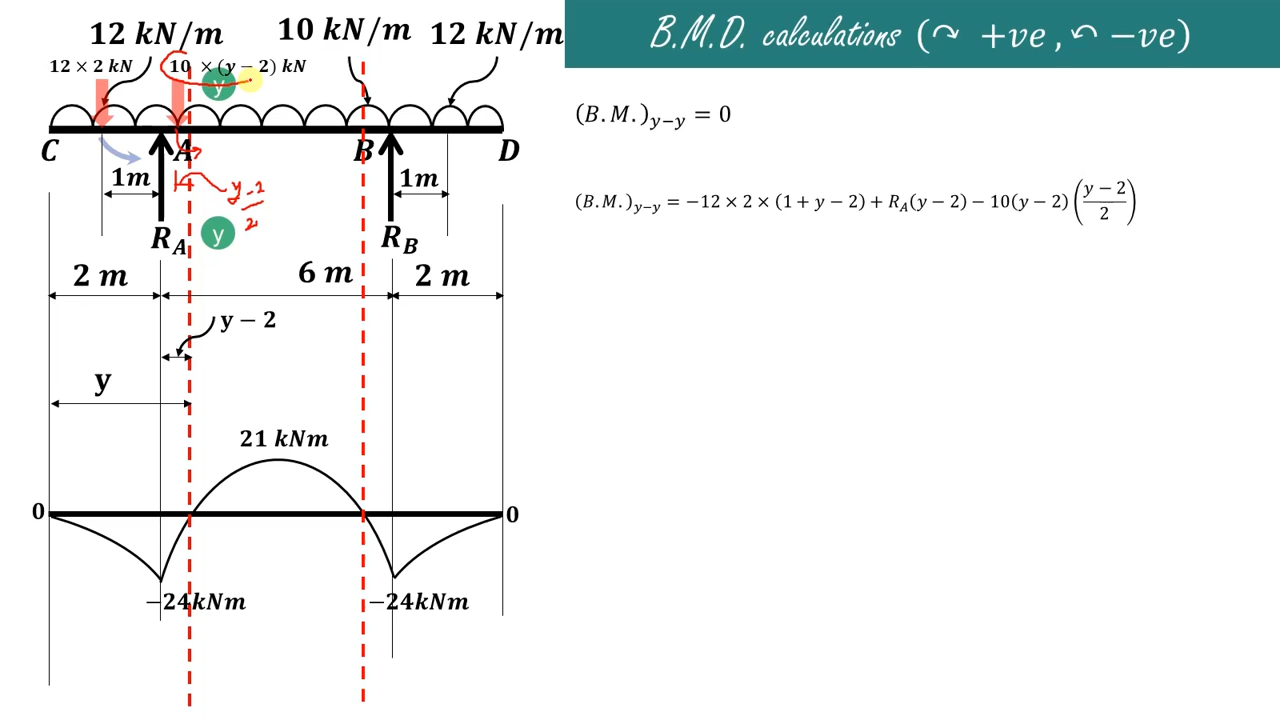 B.M.D. calculations (↷ +ve , ↶ −ve)
12 kN/m 10 kN/m 12 kN/m
12 × 2 kN 10 × (y − 2) kN
y
C A B D
1m 1m
y-2
2
R_A y R_B
2 m 6 m 2 m
y − 2
y
21 kNm
0 0
−24kNm −24kNm
(B.M.)_{y−y} = 0
(B.M.)_{y−y} = −12 × 2 × (1 + y − 2) + R_A(y − 2) − 10(y − 2) ((y − 2)/2)